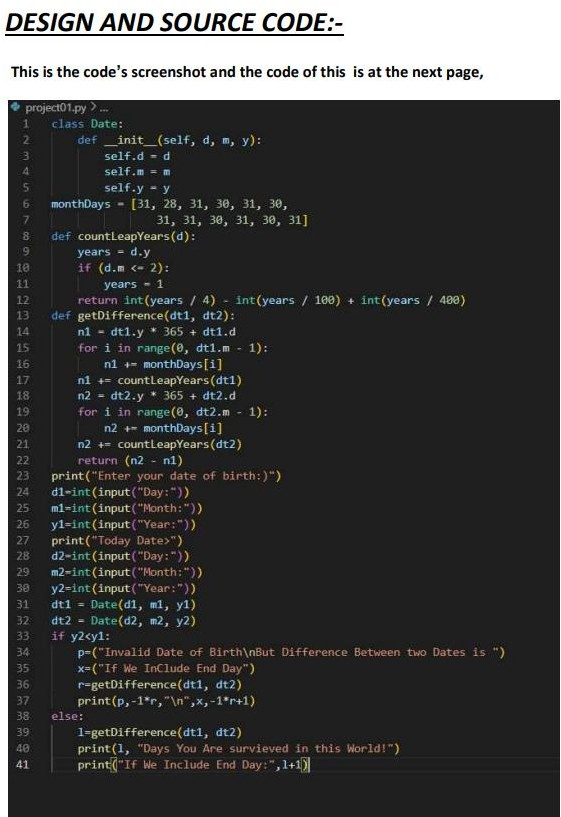 DESIGN AND SOURCE CODE:-
This is the code's screenshot and the code of this is at the next page,
project01.py > ...
1 class Date:
2 def __init__(self, d, m, y):
3 self.d = d
4 self.m = m
5 self.y = y
6 monthDays = [31, 28, 31, 30, 31, 30,
7 31, 31, 30, 31, 30, 31]
8 def countLeapYears(d):
9 years = d.y
10 if (d.m <= 2):
11 years - 1
12 return int(years / 4) - int(years / 100) + int(years / 400)
13 def getDifference(dt1, dt2):
14 n1 = dt1.y * 365 + dt1.d
15 for i in range(0, dt1.m - 1):
16 n1 += monthDays[i]
17 n1 += countLeapYears(dt1)
18 n2 = dt2.y * 365 + dt2.d
19 for i in range(0, dt2.m - 1):
20 n2 += monthDays[i]
21 n2 += countLeapYears(dt2)
22 return (n2 - n1)
23 print("Enter your date of birth:)")
24 d1=int(input("Day:"))
25 m1=int(input("Month:"))
26 y1=int(input("Year:"))
27 print("Today Date>")
28 d2=int(input("Day:"))
29 m2=int(input("Month:"))
30 y2=int(input("Year:"))
31 dt1 = Date(d1, m1, y1)
32 dt2 = Date(d2, m2, y2)
33 if y2<y1:
34 p=("Invalid Date of Birth\nBut Difference Between two Dates is ")
35 x=("If We InClude End Day")
36 r=getDifference(dt1, dt2)
37 print(p,-1*r,"\n",x,-1*r+1)
38 else:
39 l=getDifference(dt1, dt2)
40 print(l, "Days You Are survieved in this World!")
41 print("If We Include End Day:",l+1)